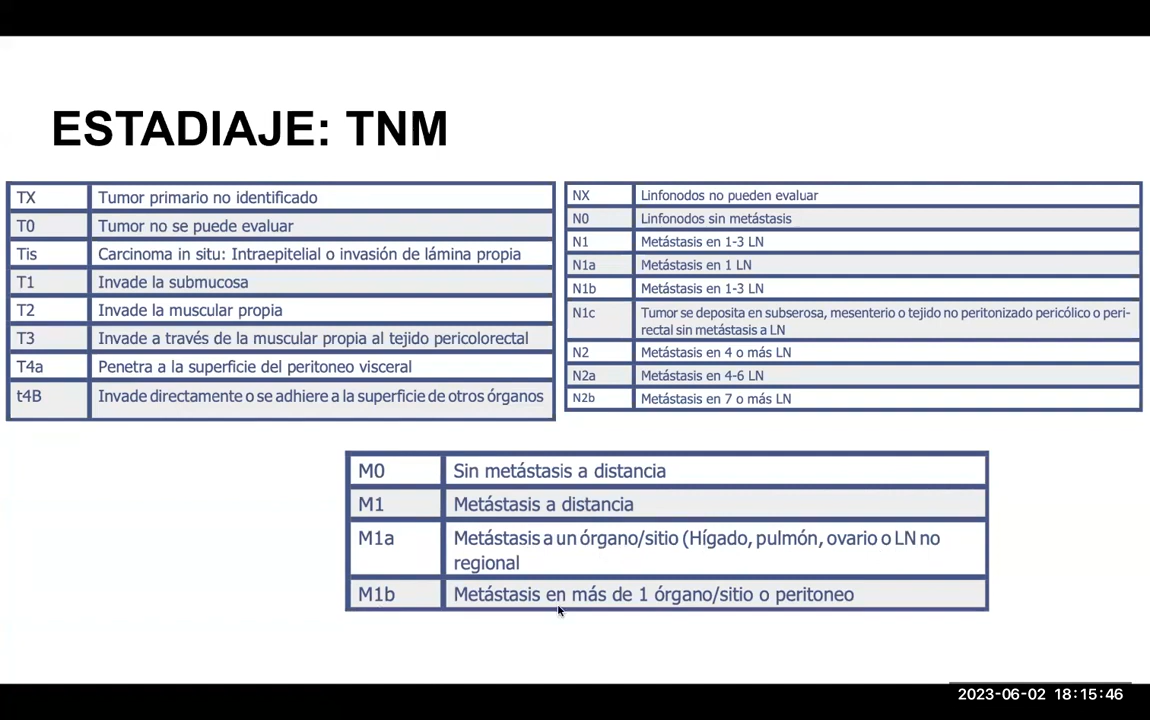 ESTADIAJE: TNM
TX Tumor primario no identificado
T0 Tumor no se puede evaluar
Tis Carcinoma in situ: Intraepitelial o invasión de lámina propia
T1 Invade la submucosa
T2 Invade la muscular propia
T3 Invade a través de la muscular propia al tejido pericolorectal
T4a Penetra a la superficie del peritoneo visceral
t4B Invade directamente o se adhiere a la superficie de otros órganos
NX Linfonodos no pueden evaluar
N0 Linfonodos sin metástasis
N1 Metástasis en 1-3 LN
N1a Metástasis en 1 LN
N1b Metástasis en 1-3 LN
N1c Tumor se deposita en subserosa, mesenterio o tejido no peritonizado pericólico o peri-
rectal sin metástasis a LN
N2 Metástasis en 4 o más LN
N2a Metástasis en 4-6 LN
N2b Metástasis en 7 o más LN
M0 Sin metástasis a distancia
M1 Metástasis a distancia
M1a Metástasis a un órgano/sitio (Hígado, pulmón, ovario o LN no
regional
M1b Metástasis en más de 1 órgano/sitio o peritoneo
2023-06-02 18:15:46